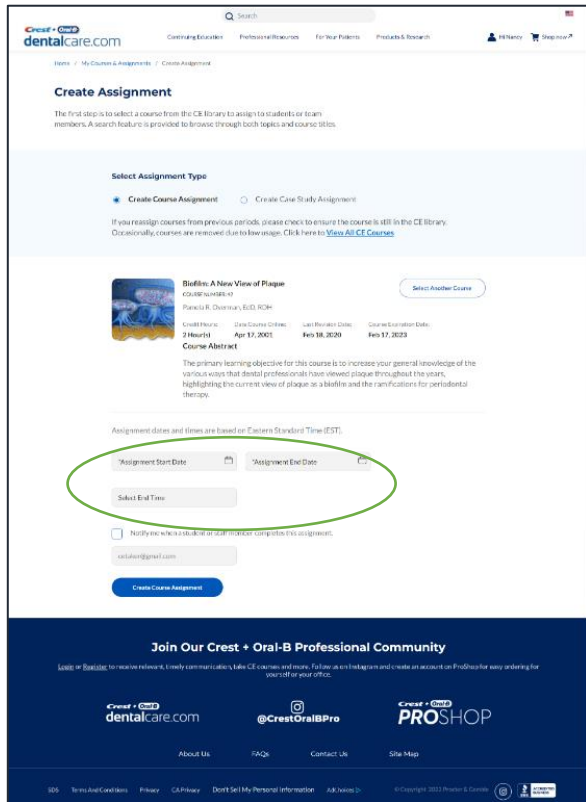 Search
Crest + Oral-B
dentalcare.com
Continuing Education Professional Resources For Your Patients Products & Research
Hi Nancy Shop now
Home / My Courses & Assignments / Create Assignment
Create Assignment
The first step is to select a course from the CE library to assign to students or team
members. A search feature is provided to browse through both topics and course titles.
Select Assignment Type
Create Course Assignment Create Case Study Assignment
If you reassign courses from previous periods, please check to ensure the course is still in the CE library.
Occasionally, courses are removed due to low usage. Click here to View All CE Courses
Biofilm: A New View of Plaque
COURSE NUMBER:
Select Another Course
Pamela R. Overman, EdD, RDH
Credit Hours: Date Course Online: Last Revision Date: Course Expiration Date:
2 Hour(s) Apr 17, 2001 Feb 18, 2020 Feb 17, 2023
Course Abstract
The primary learning objective for this course is to increase your general knowledge of the
various ways that dental professionals have viewed plaque throughout the years,
highlighting the current view of plaque as a biofilm and the ramifications for periodontal
therapy.
Assignment dates and times are based on Eastern Standard Time (EST).
*Assignment Start Date *Assignment End Date
Select End Time
Notify me when a student or staff member completes this assignment.
Create Course Assignment
Join Our Crest + Oral-B Professional Community
Login or Register to receive relevant, timely communication, take CE courses and more. Follow us on Instagram and create an account on ProShop for easy ordering for
yourself or your office.
Crest + Oral-B
dentalcare.com
@CrestOralBPro
Crest + Oral-B
PROSHOP
About Us FAQs Contact Us Site Map
SDS Terms And Conditions Privacy CA Privacy Don't Sell My Personal Information AdChoices © Copyright 2022 Procter & Gamble ACCREDITED BUSINESS